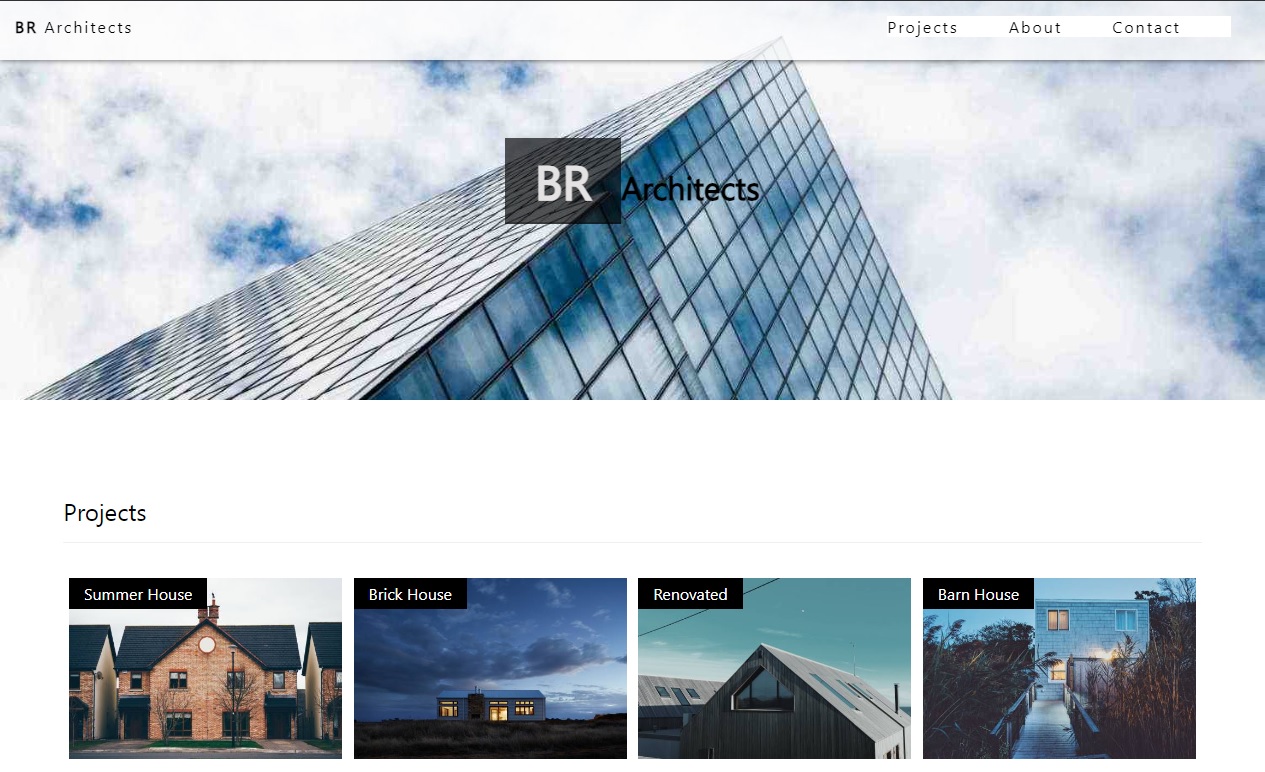 BR Architects
Projects About Contact
BR Architects
Projects
Summer House
Brick House
Renovated
Barn House